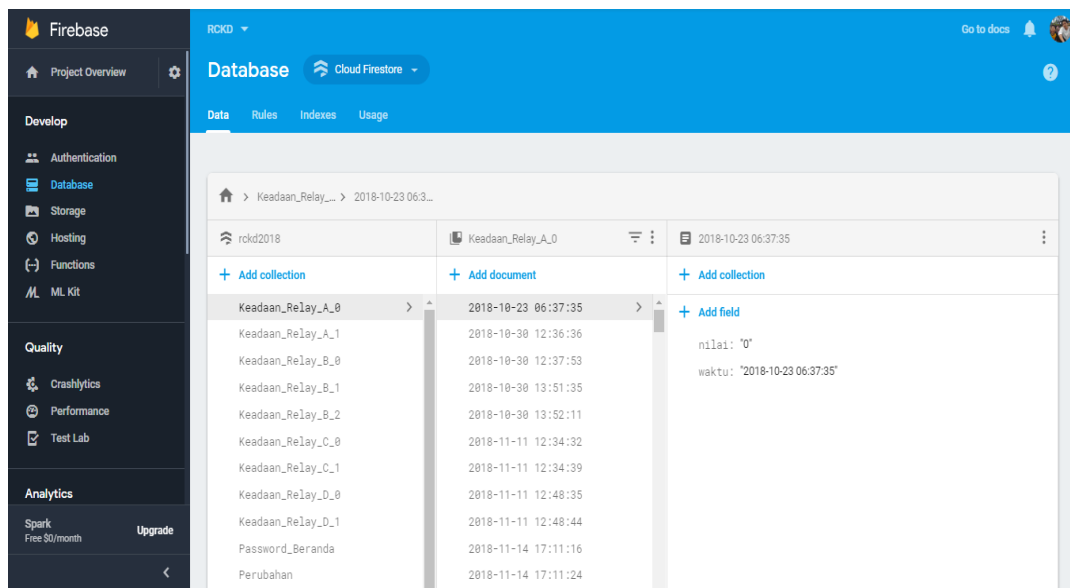 Firebase
Project Overview
Develop
Authentication
Database
Storage
Hosting
Functions
ML Kit
Quality
Crashlytics
Performance
Test Lab
Analytics
Spark
Free $0/month
Upgrade
RCKD
Go to docs
Database
Cloud Firestore
Data Rules Indexes Usage
Keadaan_Relay_... > 2018-10-23 06:3...
rckd2018
Add collection
Keadaan_Relay_A_0
Keadaan_Relay_A_1
Keadaan_Relay_B_0
Keadaan_Relay_B_1
Keadaan_Relay_B_2
Keadaan_Relay_C_0
Keadaan_Relay_C_1
Keadaan_Relay_D_0
Keadaan_Relay_D_1
Password_Beranda
Perubahan
Keadaan_Relay_A_0
Add document
2018-10-23 06:37:35
2018-10-30 12:36:36
2018-10-30 12:37:53
2018-10-30 13:51:35
2018-10-30 13:52:11
2018-11-11 12:34:32
2018-11-11 12:34:39
2018-11-11 12:48:35
2018-11-11 12:48:44
2018-11-14 17:11:16
2018-11-14 17:11:24
2018-10-23 06:37:35
Add collection
Add field
nilai: "0"
waktu: "2018-10-23 06:37:35"